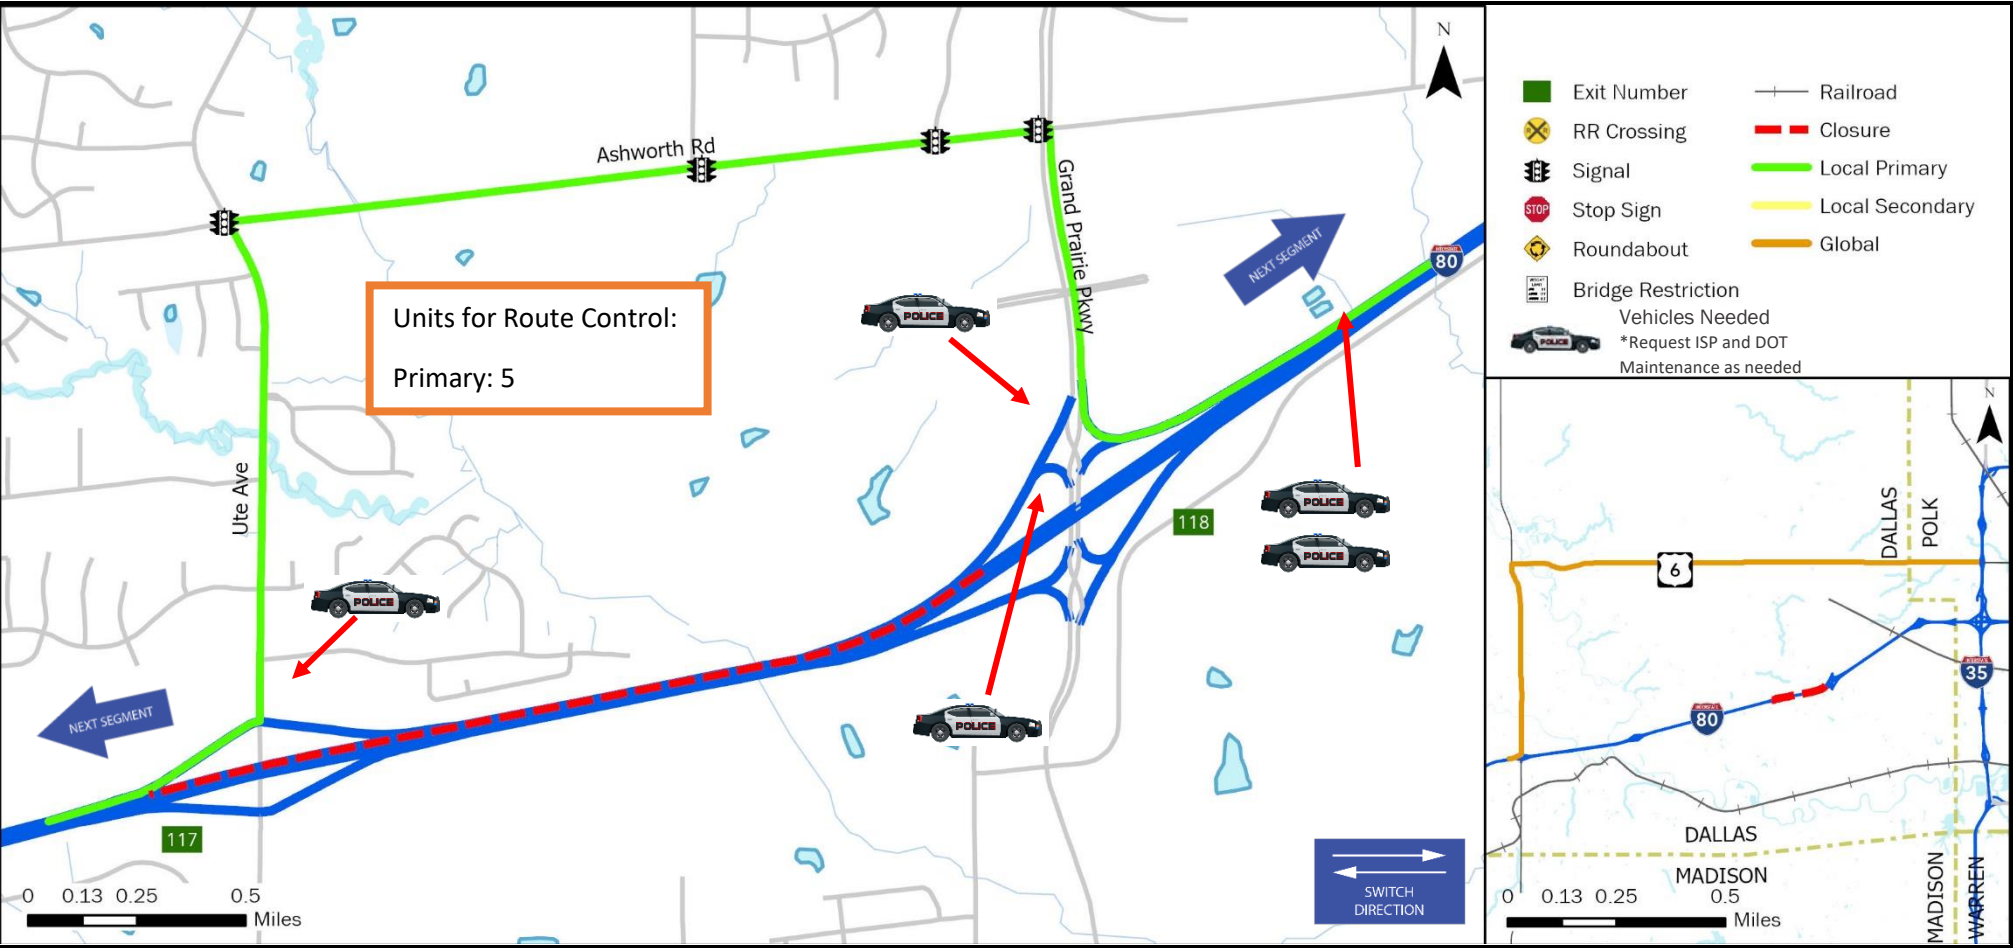 N
Ashworth Rd
Grand Prairie Pkwy
NEXT SEGMENT
INTERSTATE
80
Units for Route Control:
Primary: 5
POLICE
Ute Ave
118
POLICE
POLICE
POLICE
POLICE
NEXT SEGMENT
117
0 0.13 0.25 0.5
Miles
SWITCH
DIRECTION
Exit Number
RR Crossing
Signal
STOP
Stop Sign
Roundabout
Bridge Restriction
Railroad
Closure
Local Primary
Local Secondary
Global
POLICE
Vehicles Needed
*Request ISP and DOT
Maintenance as needed
N
DALLAS
POLK
6
INTERSTATE
35
INTERSTATE
80
DALLAS
MADISON
MADISON
WARREN
0 0.13 0.25 0.5
Miles